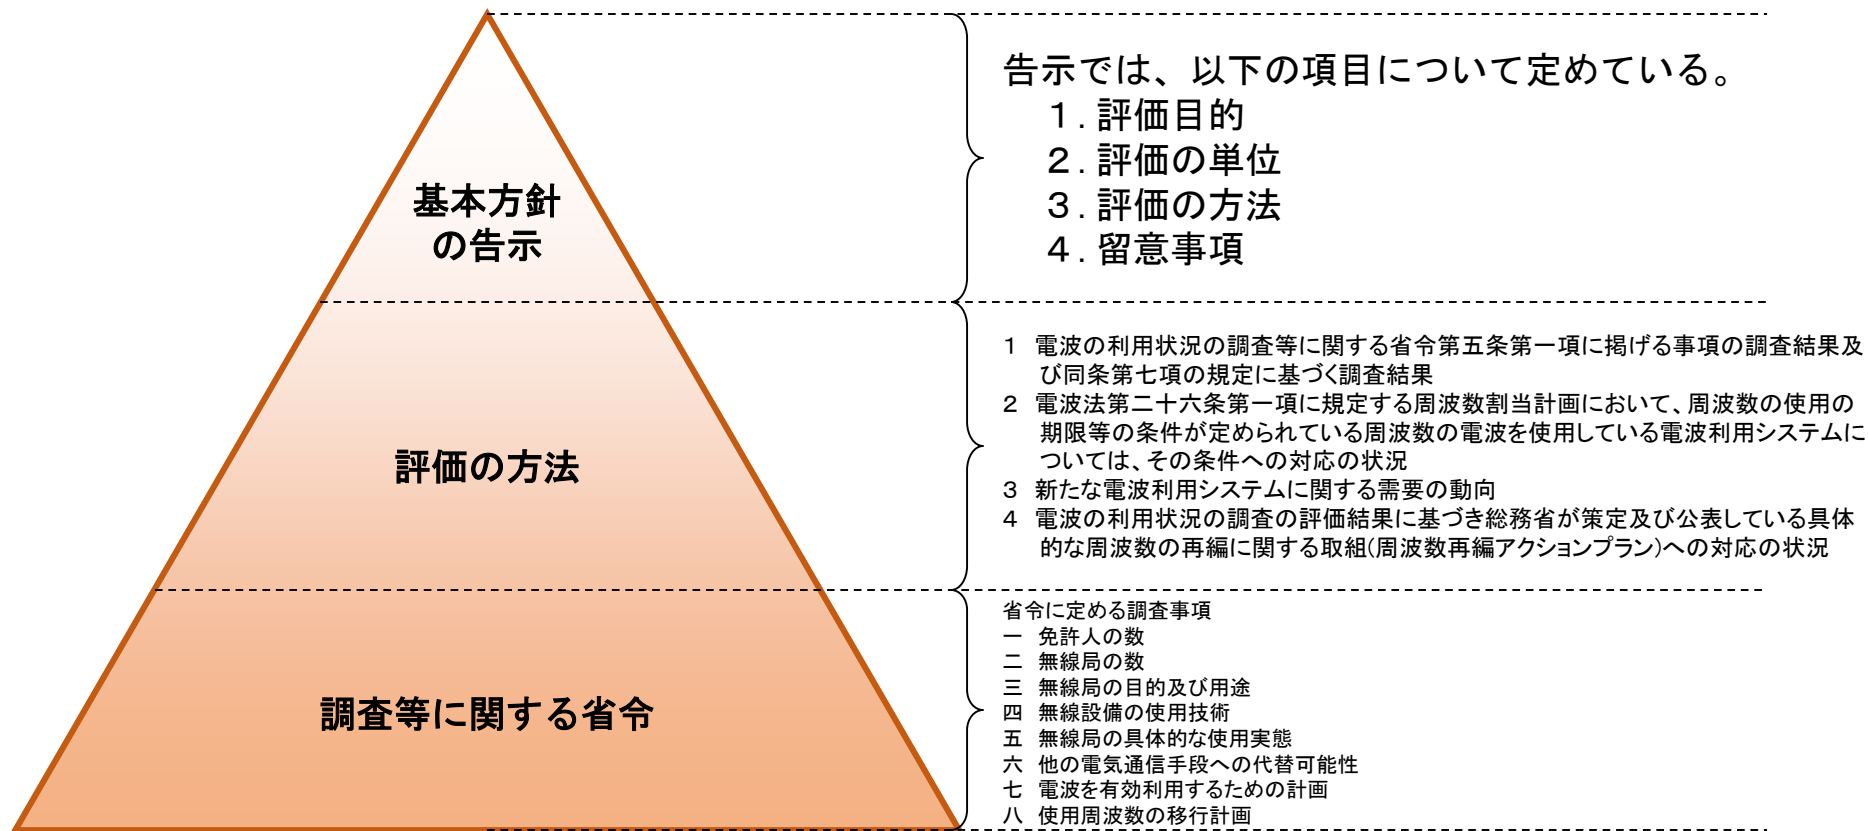 基本方針
の告示
告示では、以下の項目について定めている。
１．評価目的
２．評価の単位
３．評価の方法
４．留意事項
評価の方法
１　電波の利用状況の調査等に関する省令第五条第一項に掲げる事項の調査結果及
び同条第七項の規定に基づく調査結果
２　電波法第二十六条第一項に規定する周波数割当計画において、周波数の使用の
期限等の条件が定められている周波数の電波を使用している電波利用システムに
ついては、その条件への対応の状況
３　新たな電波利用システムに関する需要の動向
４　電波の利用状況の調査の評価結果に基づき総務省が策定及び公表している具体
的な周波数の再編に関する取組(周波数再編アクションプラン)への対応の状況
調査等に関する省令
省令に定める調査事項
一　免許人の数
二　無線局の数
三　無線局の目的及び用途
四　無線設備の使用技術
五　無線局の具体的な使用実態
六　他の電気通信手段への代替可能性
七　電波を有効利用するための計画
八　使用周波数の移行計画